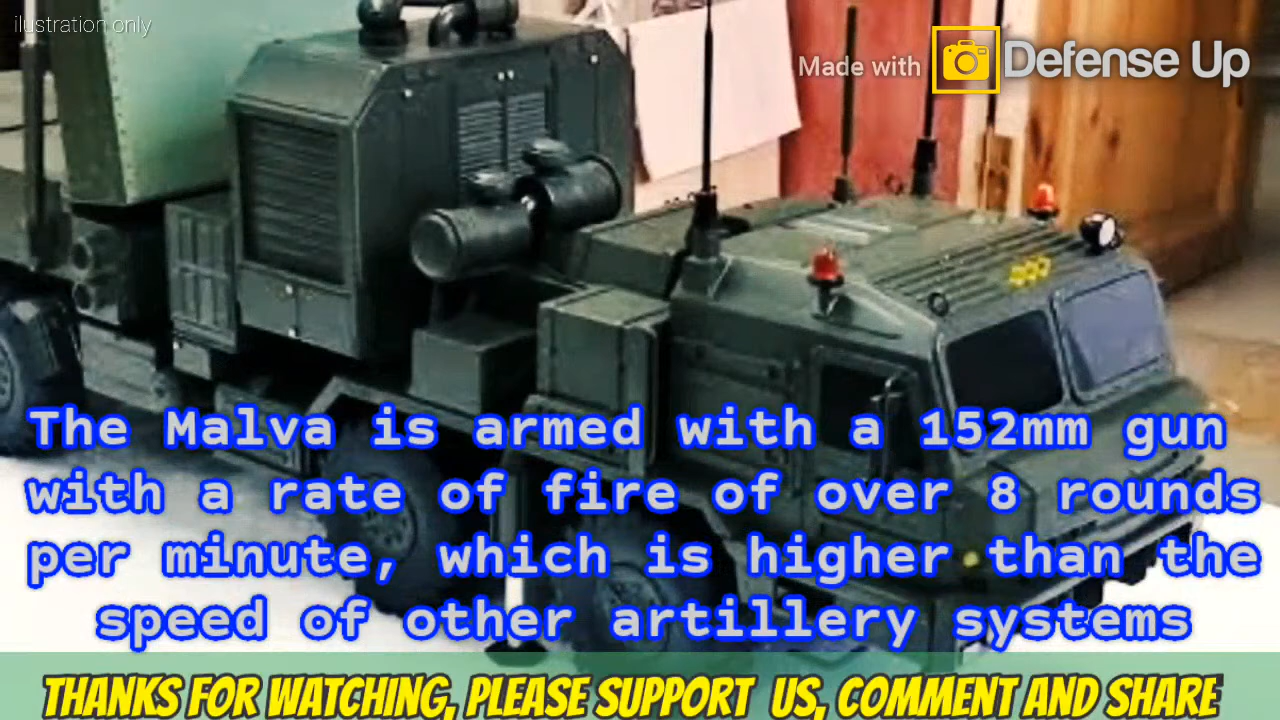 ilustration only
Made with Defense Up
The Malva is armed with a 152mm gun
with a rate of fire of over 8 rounds
per minute, which is higher than the
speed of other artillery systems
THANKS FOR WATCHING, PLEASE SUPPORT US, COMMENT AND SHARE